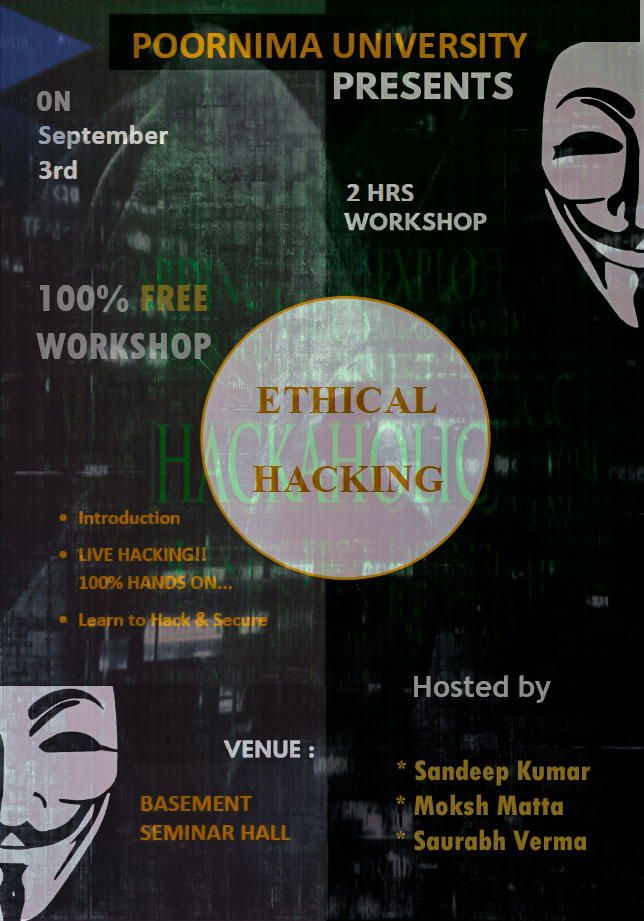 POORNIMA UNIVERSITY
PRESENTS
ON
September
3rd
2 HRS
WORKSHOP
100% FREE
WORKSHOP
ETHICAL
HACKING
HACKAHOLIC
• Introduction
• LIVE HACKING!!
100% HANDS ON...
• Learn to Hack & Secure
Hosted by
* Sandeep Kumar
* Moksh Matta
* Saurabh Verma
VENUE :
BASEMENT
SEMINAR HALL